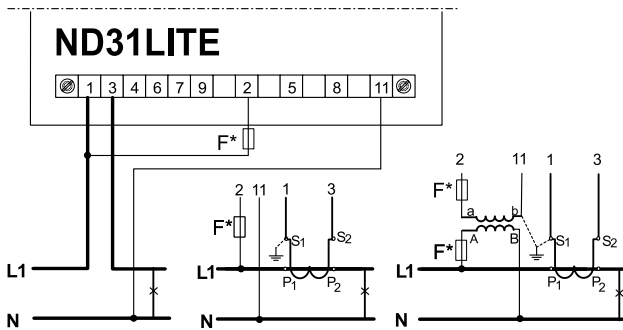 ND31LITE
1 3 4 6 7 9 2 5 8 11
F*
2 11 1 3
2 11 1 3
F*
F*
a b
S1 S2
A B
S1 S2
F*
L1
L1
P1 P2
L1
P1 P2
N
N
N